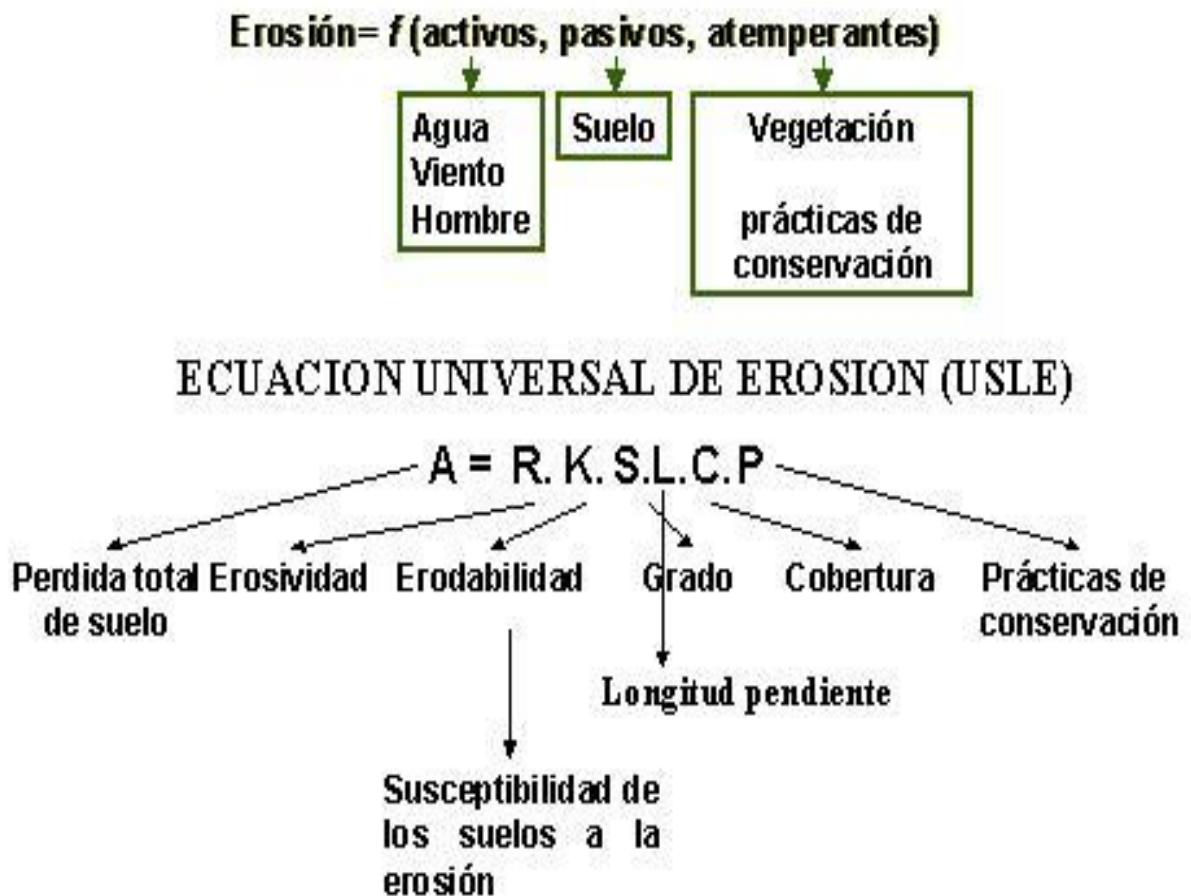 Erosión= f (activos, pasivos, atemperantes)
Agua
Viento
Hombre
Suelo
Vegetación
prácticas de
conservación
ECUACION UNIVERSAL DE EROSION (USLE)
A = R. K. S.L.C.P
Perdida total
de suelo
Erosividad
Erodabilidad
Grado
Cobertura
Prácticas de
conservación
Longitud pendiente
Susceptibilidad de
los suelos a la
erosión